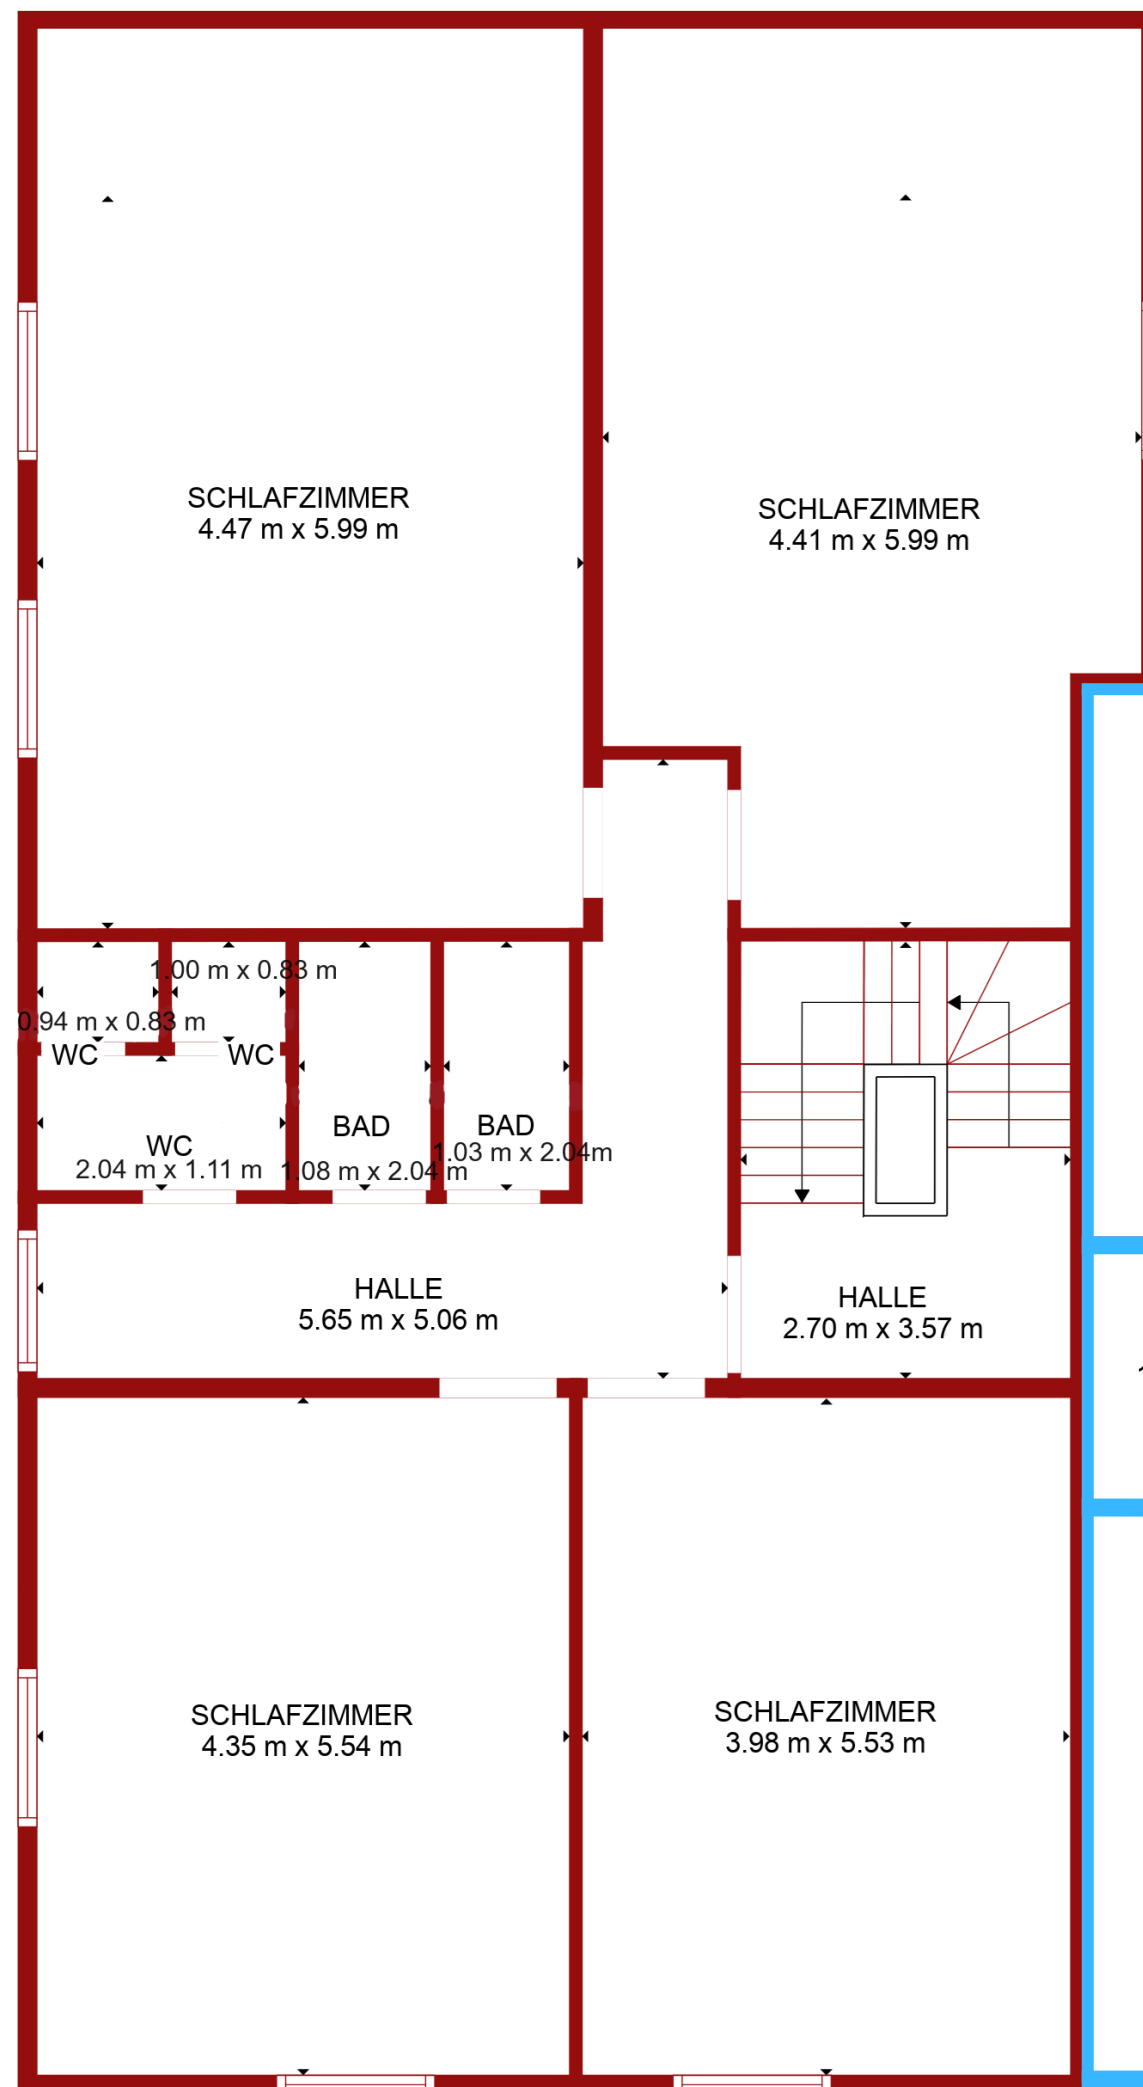 SCHLAFZIMMER
4.47 m x 5.99 m
SCHLAFZIMMER
4.41 m x 5.99 m
1.00 m x 0.83 m
0.94 m x 0.83 m
WC
WC
WC
2.04 m x 1.11 m
BAD
1.08 m x 2.04 m
BAD
1.03 m x 2.04m
HALLE
5.65 m x 5.06 m
HALLE
2.70 m x 3.57 m
SCHLAFZIMMER
4.35 m x 5.54 m
SCHLAFZIMMER
3.98 m x 5.53 m